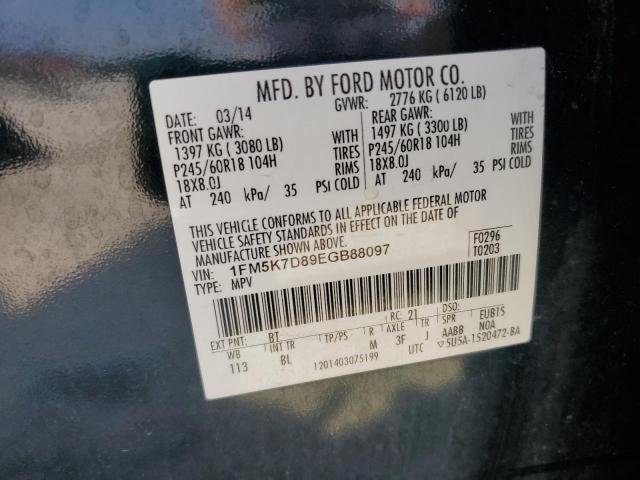 MFD. BY FORD MOTOR CO.
DATE: 03/14 GVWR: 2776 KG ( 6120 LB)
FRONT GAWR: REAR GAWR:
1397 KG ( 3080 LB) WITH 1497 KG ( 3300 LB) WITH
P245/60R18 104H TIRES P245/60R18 104H TIRES
18X8.0J RIMS 18X8.0J RIMS
AT 240 kPa/ 35 PSI COLD AT 240 kPa/ 35 PSI COLD
THIS VEHICLE CONFORMS TO ALL APPLICABLE FEDERAL MOTOR
VEHICLE SAFETY STANDARDS IN EFFECT ON THE DATE OF
MANUFACTURE SHOWN ABOVE. F0296
VIN: 1FM5K7D89EGB88097 T0203
TYPE: MPV
EXT PNT: BT RC: 21 DSO:
WB INT TR TP/PS R AXLE TR SPR EUB1S
113 BL M 3F J AABB N0A
1201403075199 UTC ▽5U5A-1520472-BA